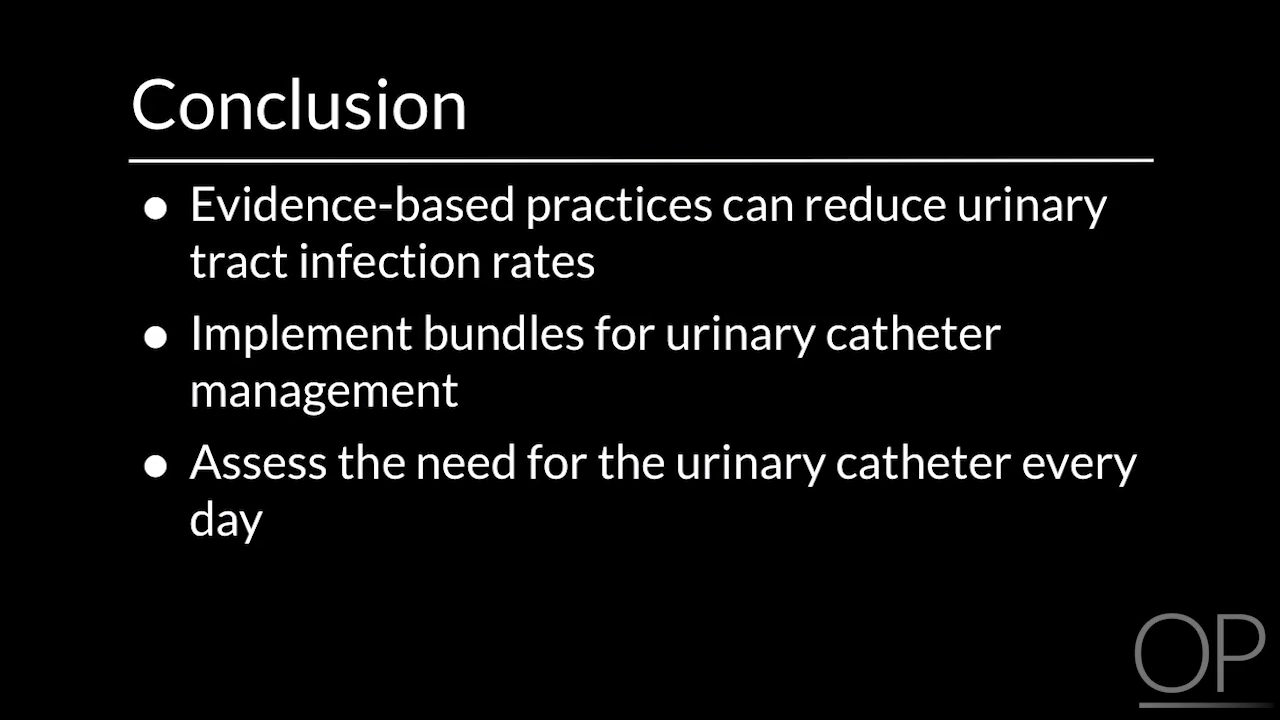 Conclusion
● Evidence-based practices can reduce urinary
tract infection rates
● Implement bundles for urinary catheter
management
● Assess the need for the urinary catheter every
day
OP